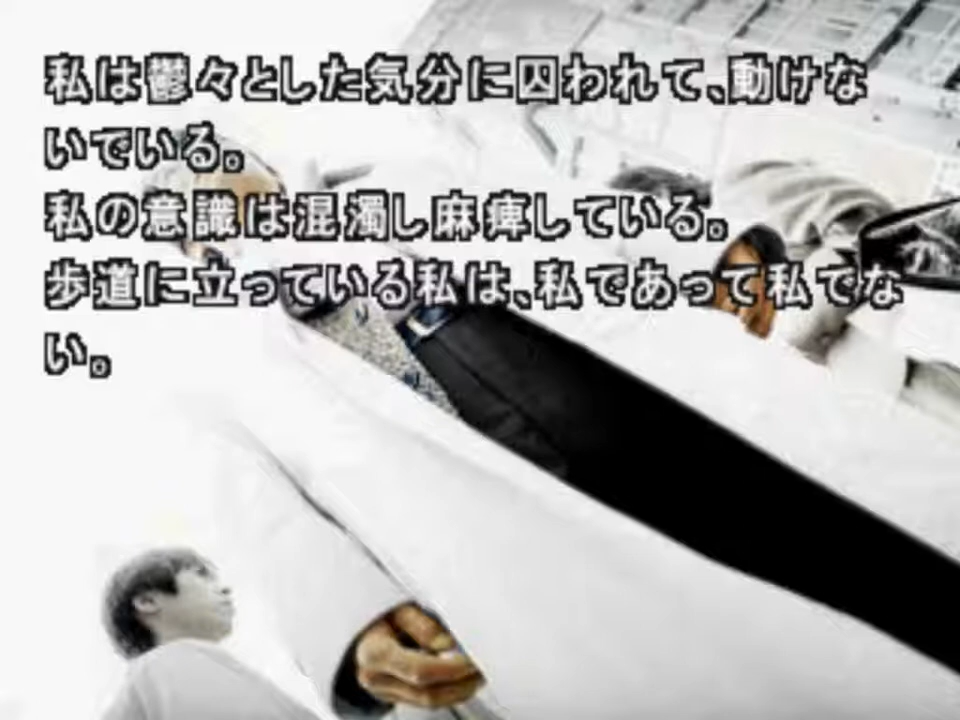 私は鬱々とした気分に囚われて、動けな
いでいる。
私の意識は混濁し麻痺している。
歩道に立っている私は、私であって私でな
い。